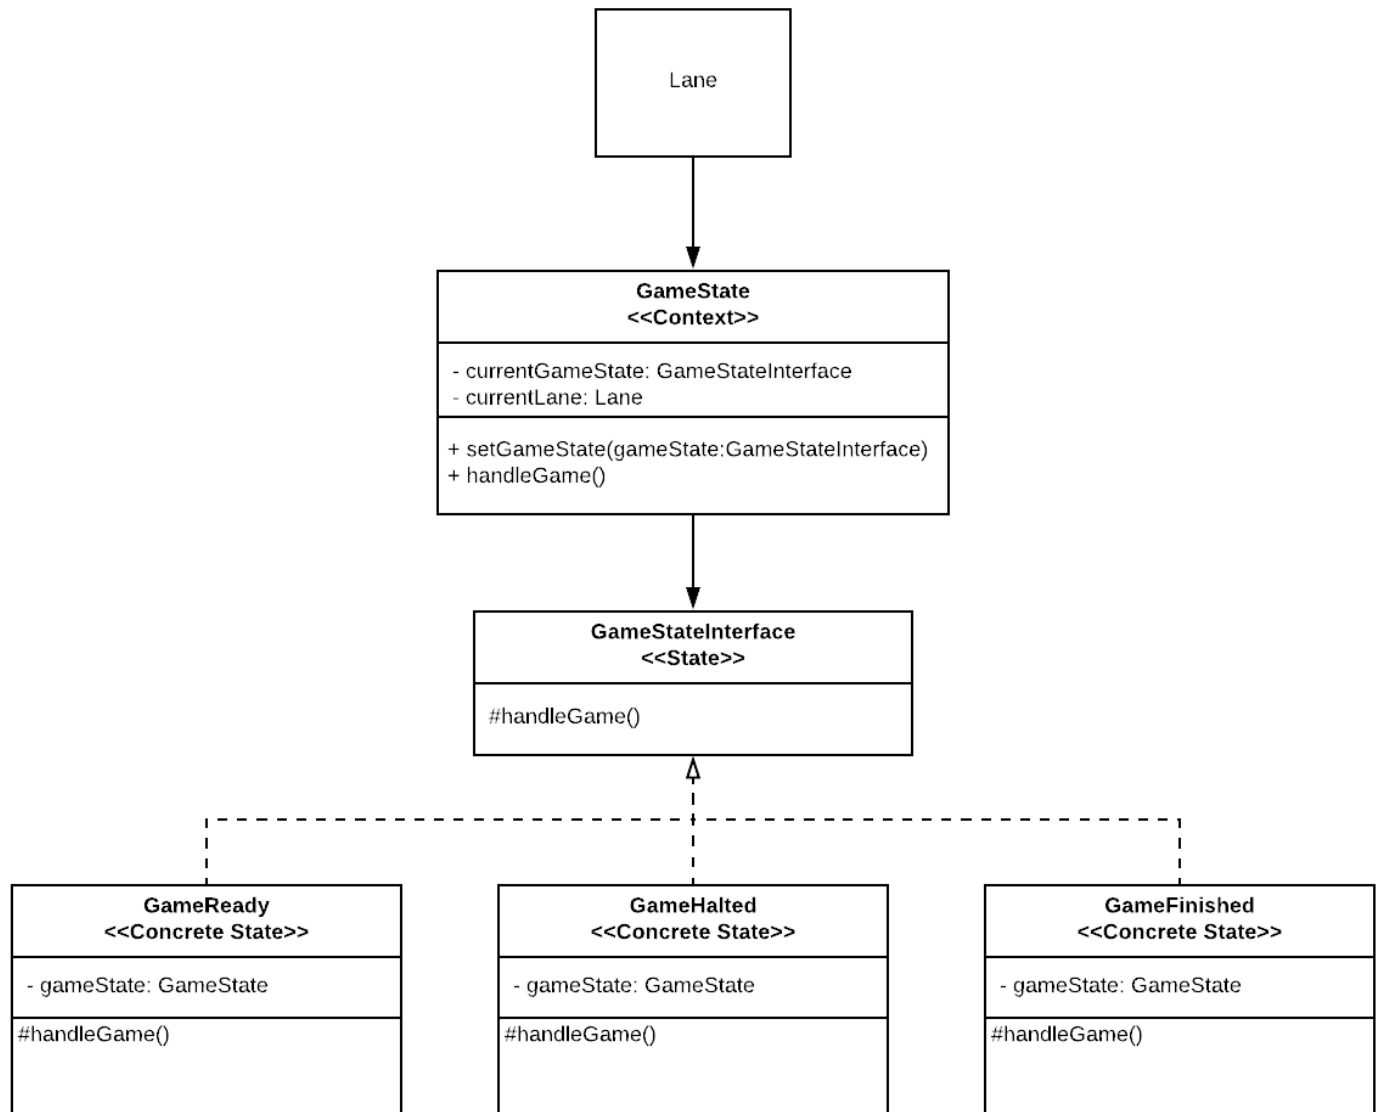 Lane
GameState
<<Context>>
- currentGameState: GameStateInterface
- currentLane: Lane
+ setGameState(gameState:GameStateInterface)
+ handleGame()
GameStateInterface
<<State>>
#handleGame()
GameReady
<<Concrete State>>
- gameState: GameState
#handleGame()
GameHalted
<<Concrete State>>
- gameState: GameState
#handleGame()
GameFinished
<<Concrete State>>
- gameState: GameState
#handleGame()